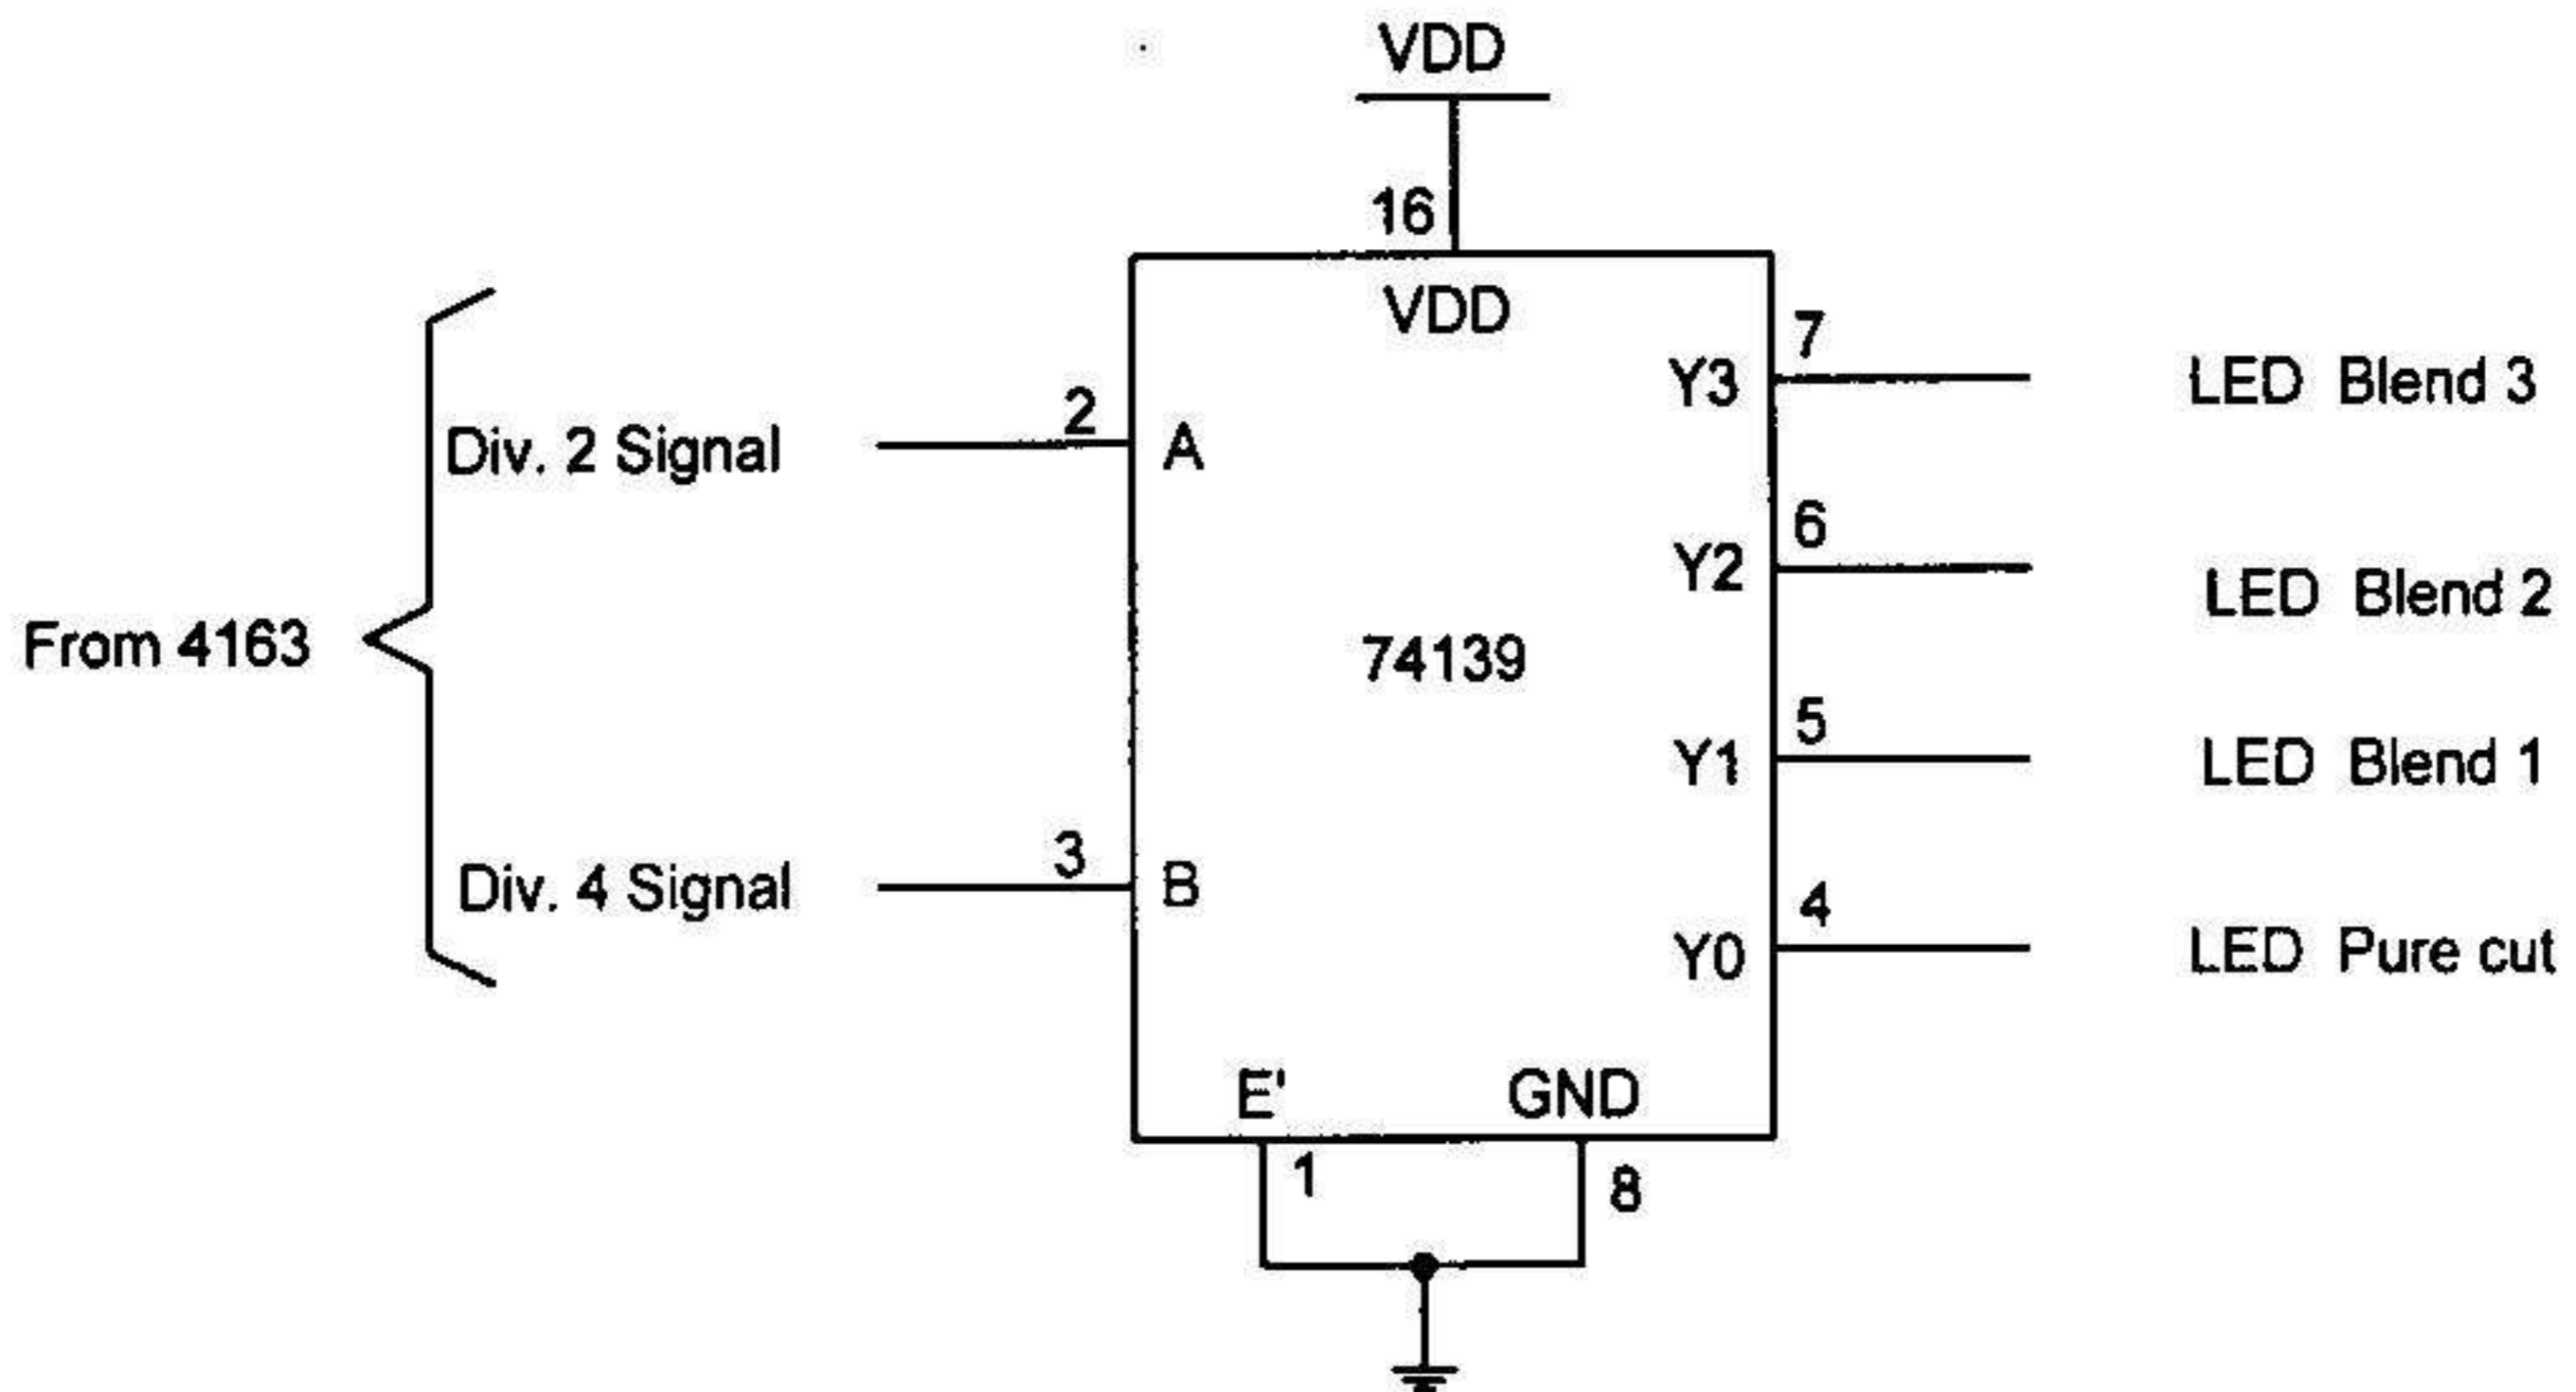 VDD
16
VDD
7
Y3
LED Blend 3
2
A
Div. 2 Signal
6
Y2
LED Blend 2
From 4163
74139
5
Y1
LED Blend 1
3
B
Div. 4 Signal
4
Y0
LED Pure cut
E'
GND
1
8